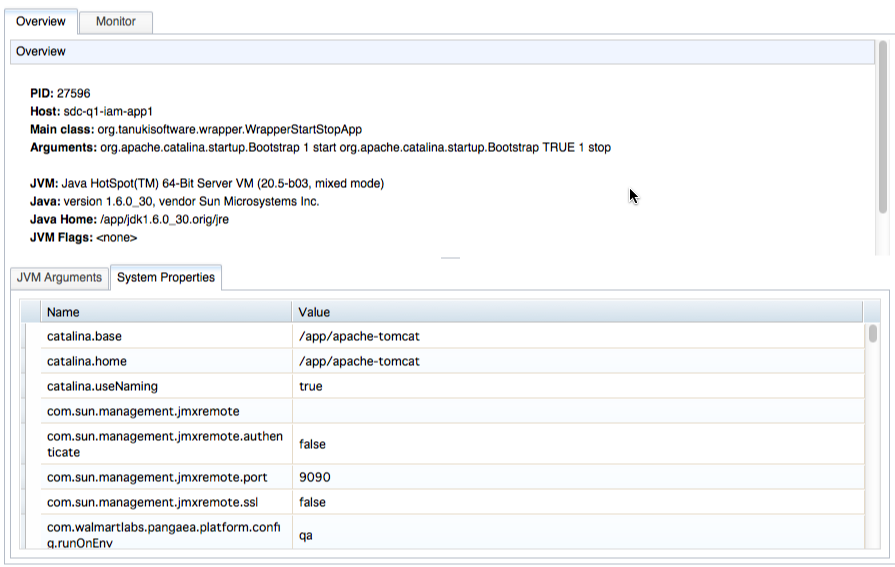 Overview Monitor
Overview
PID: 27596
Host: sdc-q1-iam-app1
Main class: org.tanukisoftware.wrapper.WrapperStartStopApp
Arguments: org.apache.catalina.startup.Bootstrap 1 start org.apache.catalina.startup.Bootstrap TRUE 1 stop
JVM: Java HotSpot(TM) 64-Bit Server VM (20.5-b03, mixed mode)
Java: version 1.6.0_30, vendor Sun Microsystems Inc.
Java Home: /app/jdk1.6.0_30.orig/jre
JVM Flags: <none>
JVM Arguments System Properties
Name Value
catalina.base /app/apache-tomcat
catalina.home /app/apache-tomcat
catalina.useNaming true
com.sun.management.jmxremote
com.sun.management.jmxremote.authen
ticate false
com.sun.management.jmxremote.port 9090
com.sun.management.jmxremote.ssl false
com.walmartlabs.pangaea.platform.confi
g.runOnEnv qa